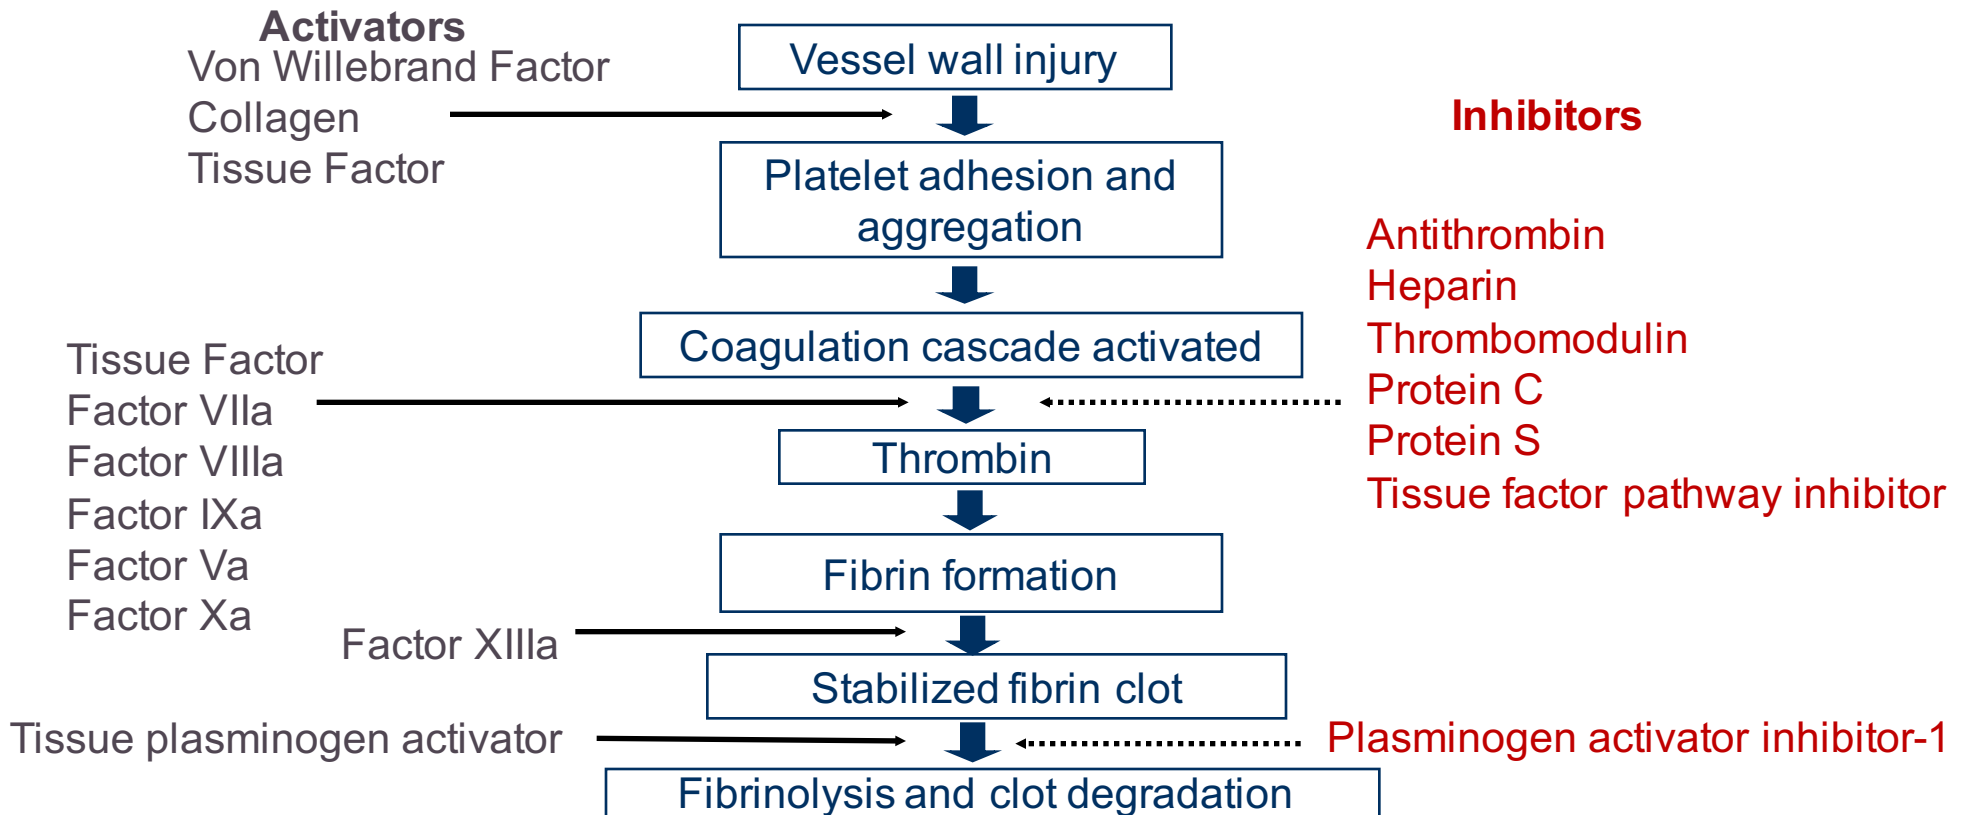 Activators
Von Willebrand Factor
Collagen
Tissue Factor
Vessel wall injury
Inhibitors
Platelet adhesion and
aggregation
Antithrombin
Heparin
Thrombomodulin
Protein C
Protein S
Tissue factor pathway inhibitor
Coagulation cascade activated
Tissue Factor
Factor VIIa
Factor VIIIa
Factor IXa
Factor Va
Factor Xa
Thrombin
Fibrin formation
Factor XIIIa
Stabilized fibrin clot
Tissue plasminogen activator
Plasminogen activator inhibitor-1
Fibrinolysis and clot degradation